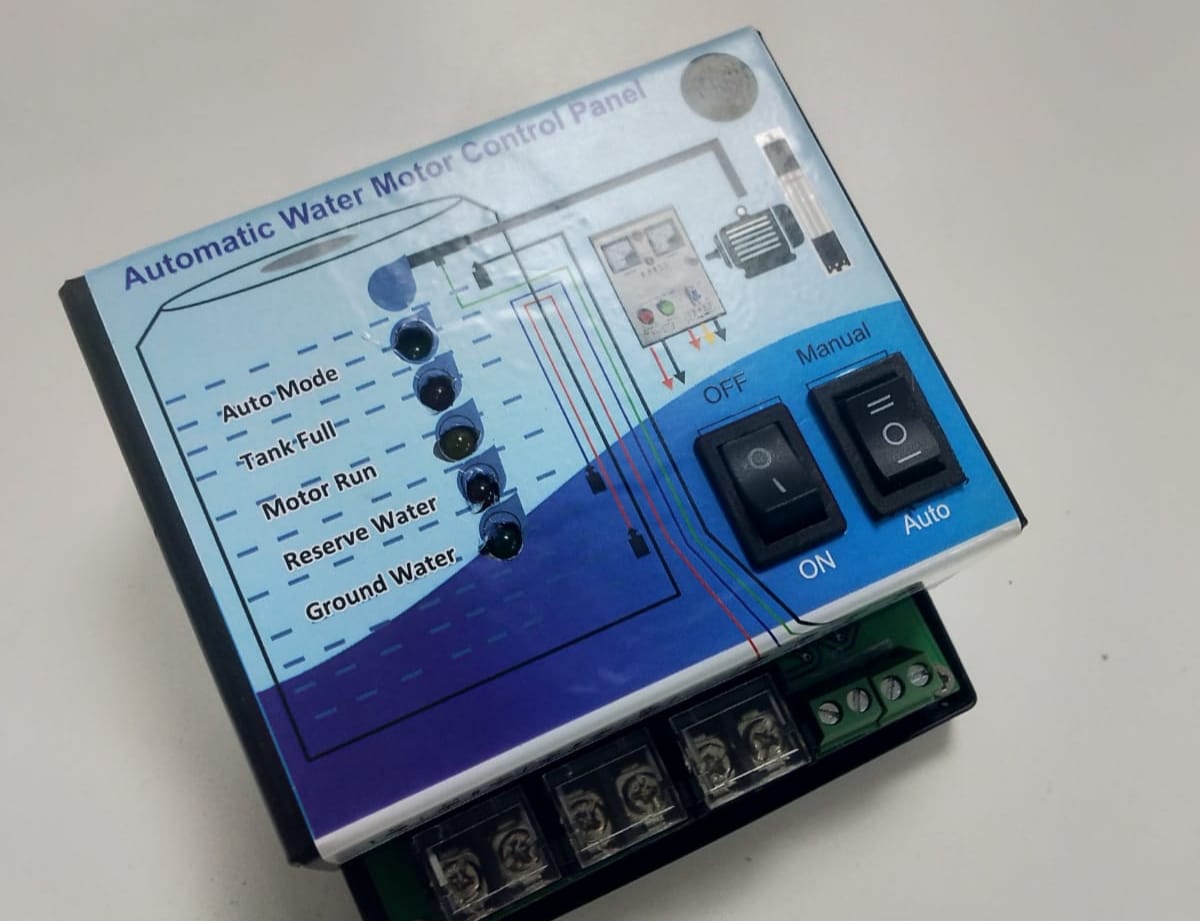 Automatic Water Motor Control Panel
Auto Mode
Tank Full
Motor Run
Reserve Water
Ground Water
OFF
Manual
ON
Auto